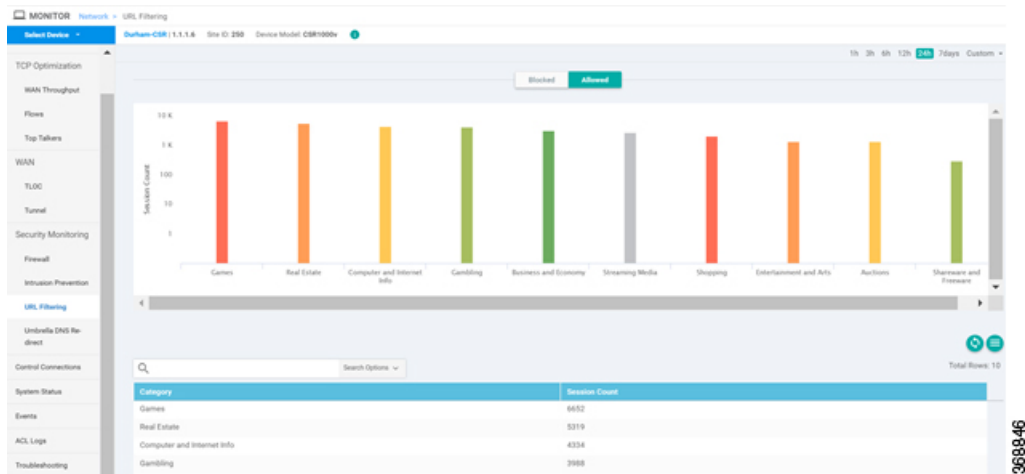 MONITOR Network > URL Filtering
Select Device
Durham-CSR | 1.1.1.6 Site ID: 250 Device Model: CSR1000v
1h 3h 6h 12h 24h 7days Custom
TCP Optimization
WAN Throughput
Flows
Top Talkers
WAN
TLOC
Tunnel
Security Monitoring
Firewall
Intrusion Prevention
URL Filtering
Umbrella DNS Re-
direct
Control Connections
System Status
Events
ACL Logs
Troubleshooting
Blocked Allowed
Session Count
10 K
1 K
100
10
1
Games
Real Estate
Computer and Internet
Info
Gambling
Business and Economy
Streaming Media
Shopping
Entertainment and Arts
Auctions
Shareware and
Freeware
Search Options
Total Rows: 10
Category Session Count
Games 6652
Real Estate 5319
Computer and Internet Info 4334
Gambling 3988
368846